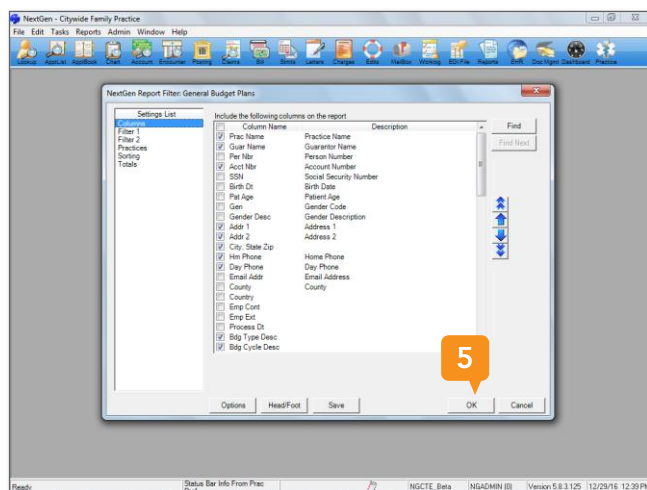 NextGen - Citywide Family Practice
File Edit Tasks Reports Admin Window Help
Lookup ApptList ApptBook Chart Account Encounter Posting Claims Bill Stmts Letters Charges Edits MailBox Worklog EDI File Reports EHR Doc Mgmt Dashboard Practice
NextGen Report Filter: General Budget Plans
Settings List
Columns
Filter 1
Filter 2
Practices
Sorting
Totals
Include the following columns on the report
Column Name Description
Prac Name Practice Name
Guar Name Guarantor Name
Per Nbr Person Number
Acct Nbr Account Number
SSN Social Security Number
Birth Dt Birth Date
Pat Age Patient Age
Gen Gender Code
Gender Desc Gender Description
Addr 1 Address 1
Addr 2 Address 2
City, State Zip
Hm Phone Home Phone
Day Phone Day Phone
Email Addr Email Address
County County
Country
Emp Cont
Emp Ext
Process Dt
Bdg Type Desc
Bdg Cycle Desc
Find
Find Next
5
Options Head/Foot Save OK Cancel
Ready Status Bar Info From Prac NGCTE_Beta NGADMIN (0) Version 5.8.3.125 12/29/16 12:39 PM